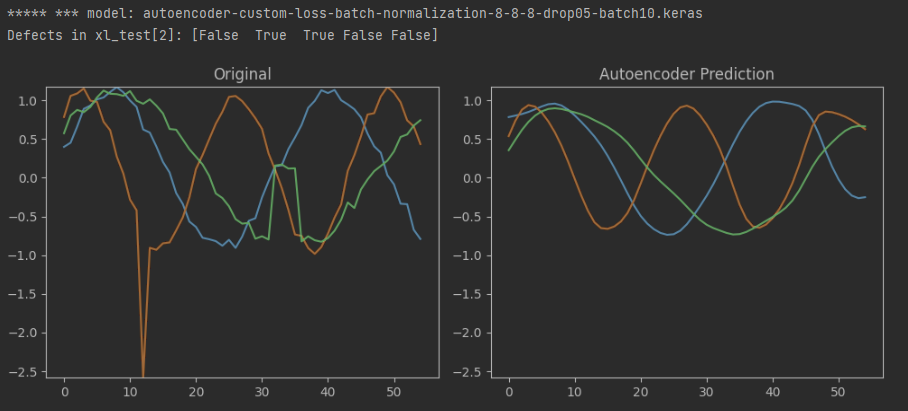 ***** *** model: autoencoder-custom-loss-batch-normalization-8-8-8-drop05-batch10.keras
Defects in xl_test[2]: [False  True  True False False]
Original
1.0
0.5
0.0
−0.5
−1.0
−1.5
−2.0
−2.5
0 10 20 30 40 50
Autoencoder Prediction
1.0
0.5
0.0
−0.5
−1.0
−1.5
−2.0
−2.5
0 10 20 30 40 50